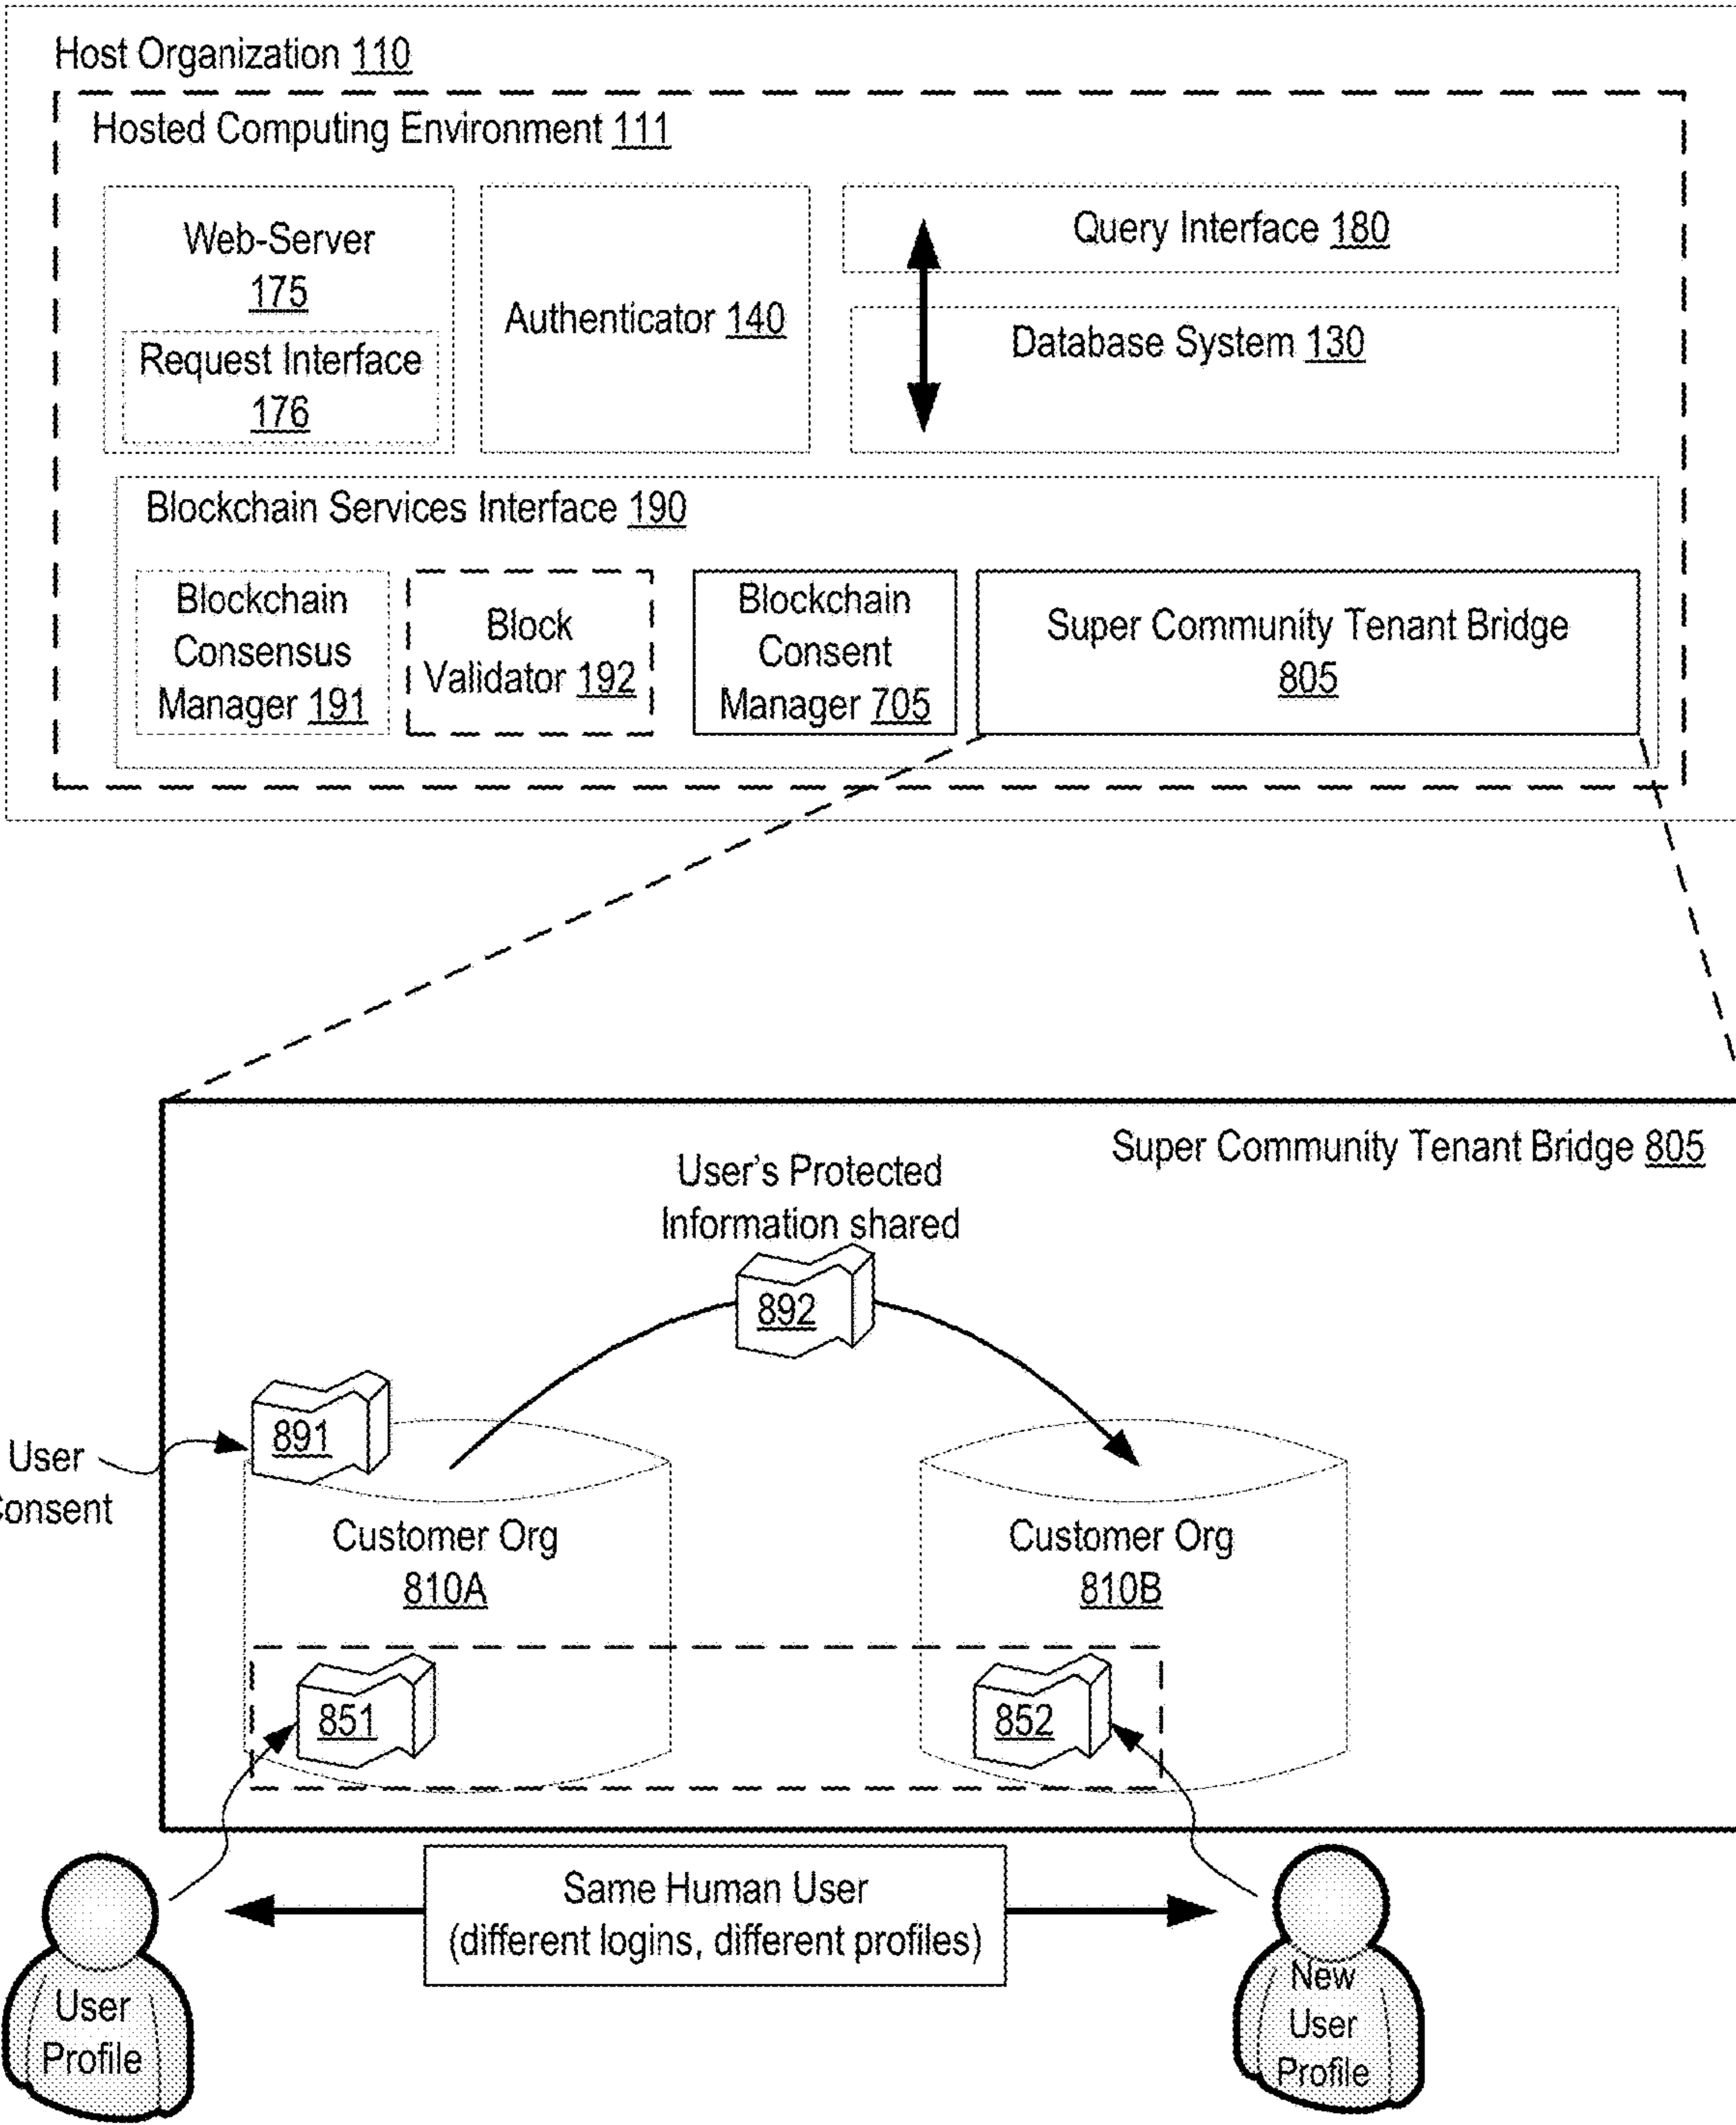 Host Organization 110
Hosted Computing Environment 111
Web-Server
175
Request Interface
176
Authenticator 140
Query Interface 180
Database System 130
Blockchain Services Interface 190
Blockchain
Consensus
Manager 191
Block
Validator 192
Blockchain
Consent
Manager 705
Super Community Tenant Bridge
805
Super Community Tenant Bridge 805
User's Protected
Information shared
892
891
User
Consent
Customer Org
810A
Customer Org
810B
851
852
Same Human User
(different logins, different profiles)
User
Profile
New
User
Profile